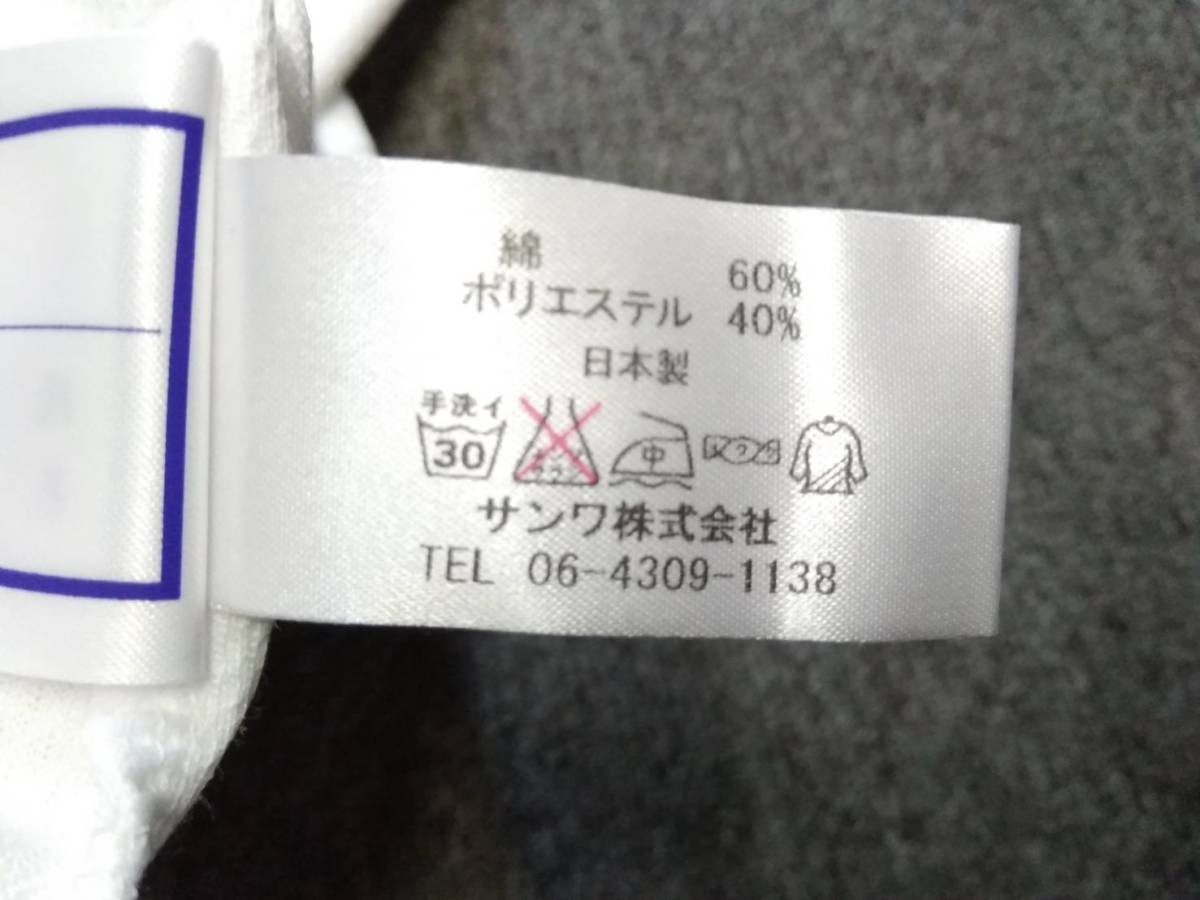 綿 60%
ポリエステル 40%
日本製
手洗イ
30 中
サンワ株式会社
TEL 06-4309-1138